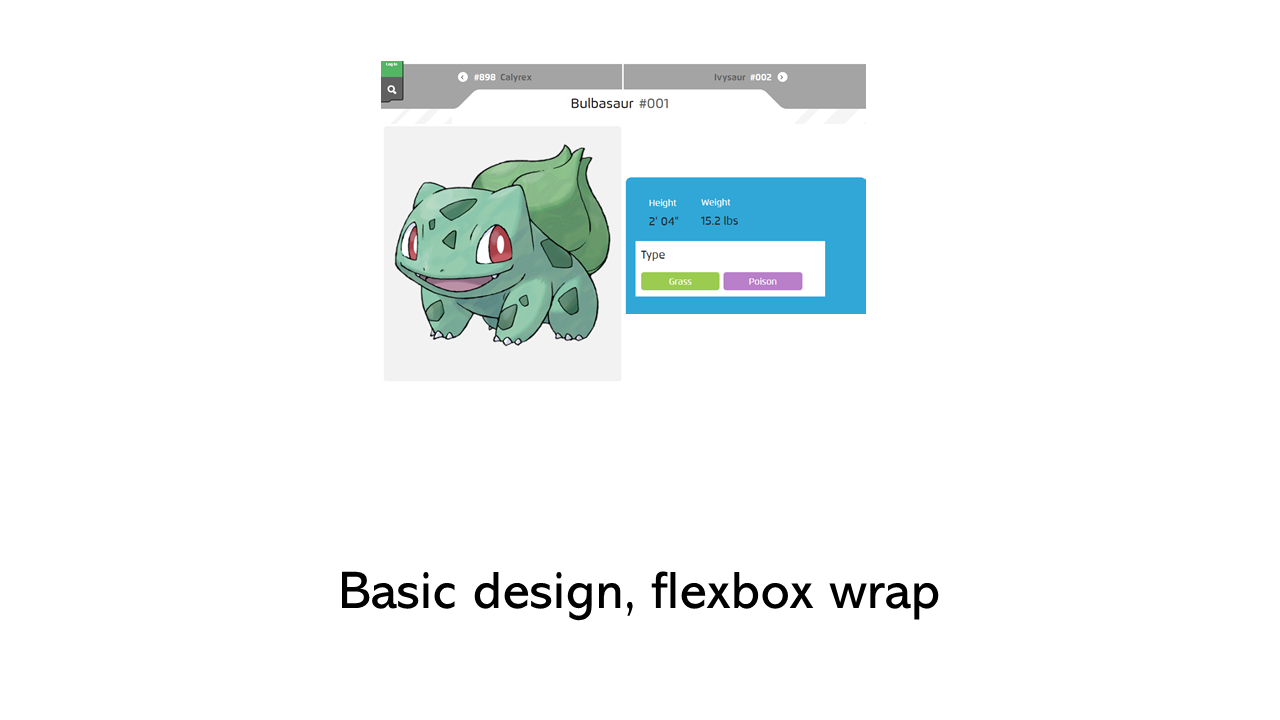 Log In
#898 Calyrex
Ivysaur #002
Bulbasaur #001
Height Weight
2' 04" 15.2 lbs
Type
Grass Poison
Basic design, flexbox wrap